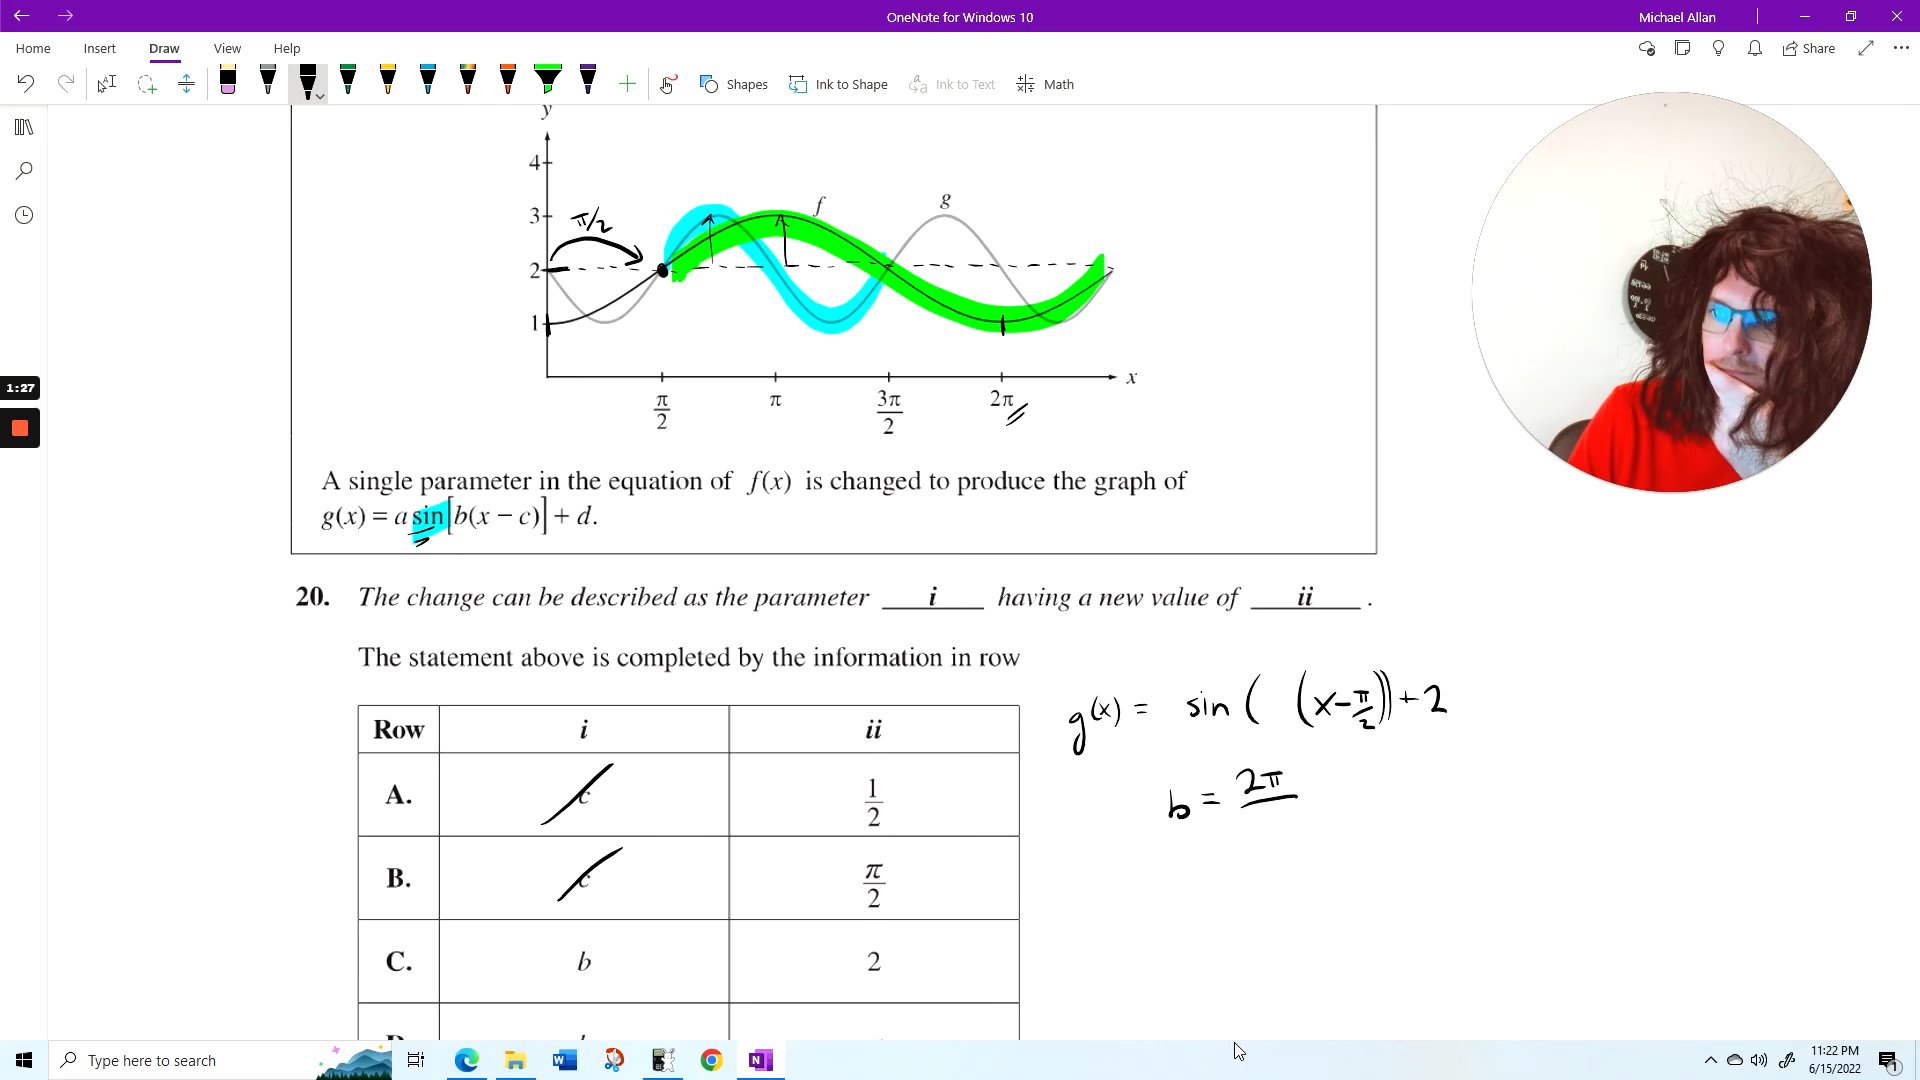 OneNote for Windows 10
Michael Allan
Home Insert Draw View Help
Share
Shapes
Ink to Shape
Ink to Text
Math
y
4
3
2
1
π/2
f
g
x
π/2 π 3π/2 2π
1:27
A single parameter in the equation of f(x) is changed to produce the graph of
g(x) = a sin[b(x − c)] + d.
20. The change can be described as the parameter i having a new value of ii .
The statement above is completed by the information in row
Row i ii
A. c 1/2
B. c π/2
C. b 2
g(x) = sin( (x-π/2))+2
b = 2π
Type here to search
11:22 PM
6/15/2022
1